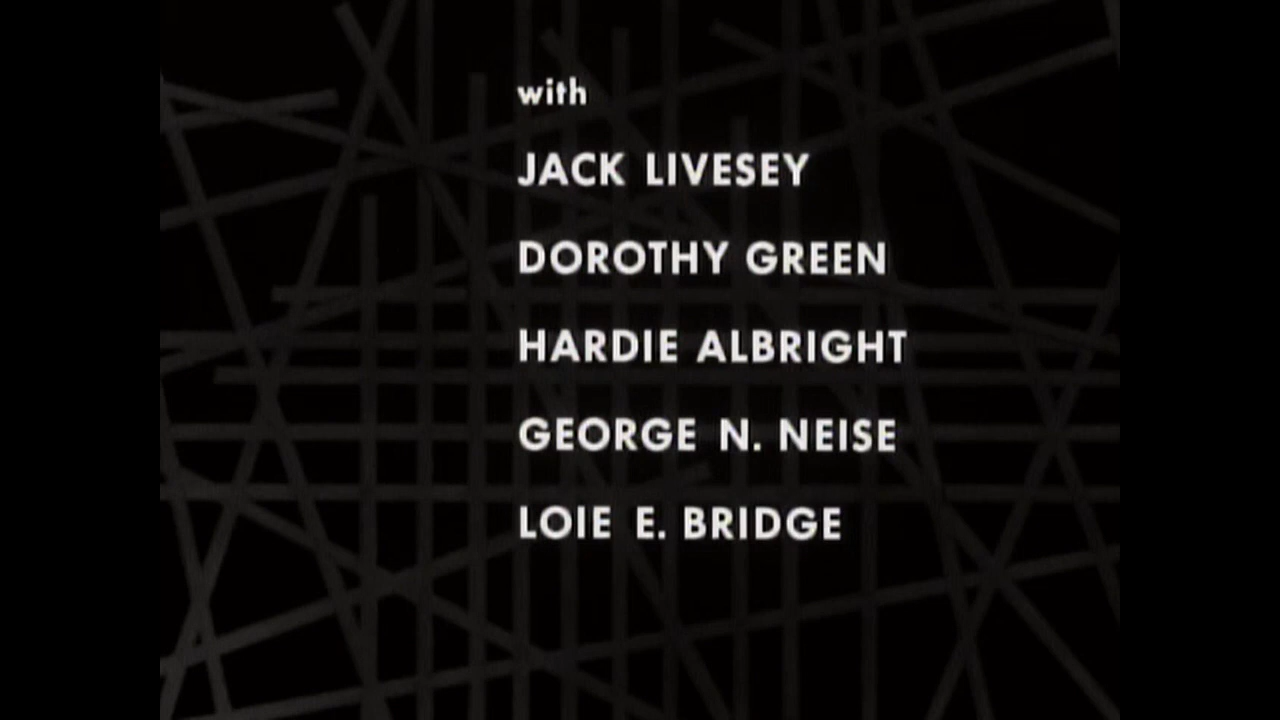 with
JACK LIVESEY
DOROTHY GREEN
HARDIE ALBRIGHT
GEORGE N. NEISE
LOIE E. BRIDGE